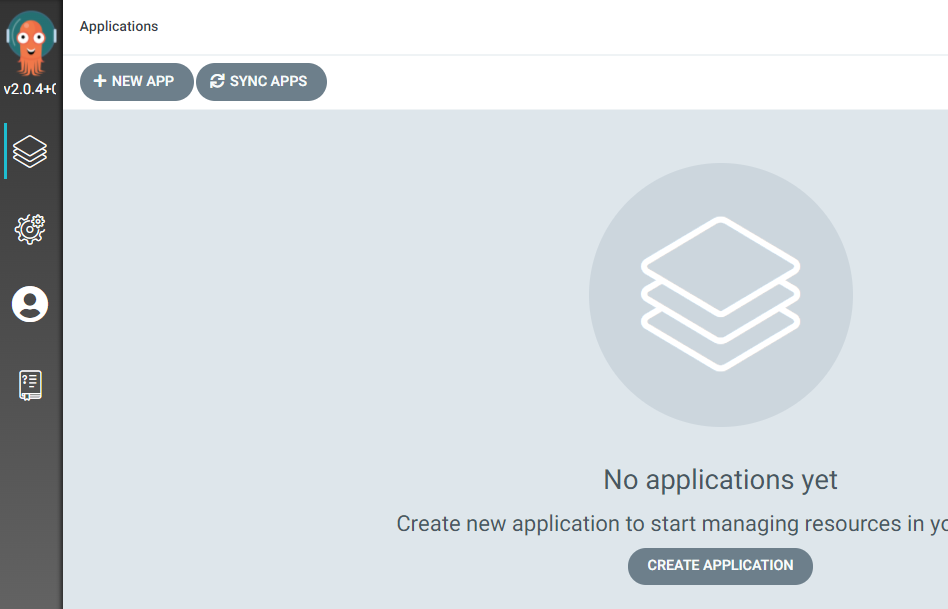 Applications
NEW APP
SYNC APPS
v2.0.4+
No applications yet
Create new application to start managing resources in
CREATE APPLICATION